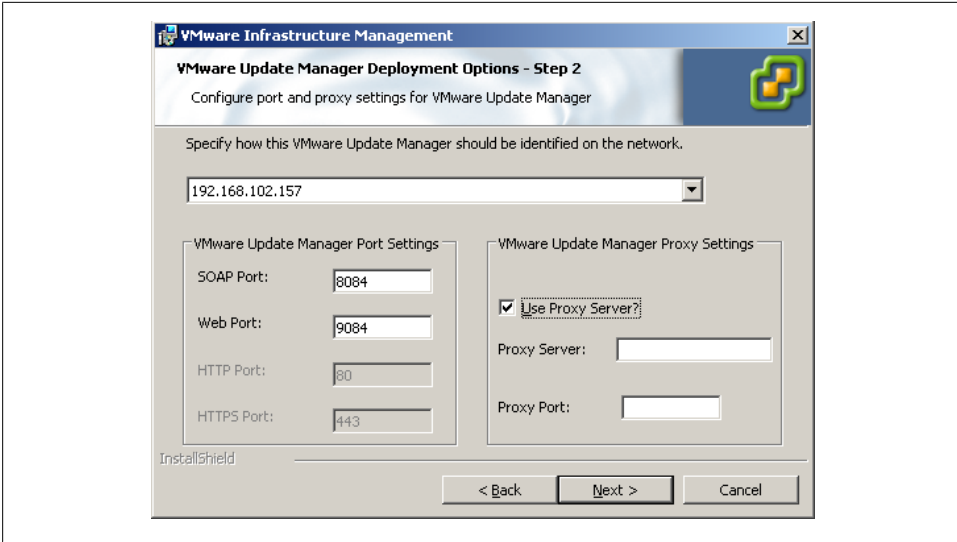 VMware Infrastructure Management
VMware Update Manager Deployment Options - Step 2
Configure port and proxy settings for VMware Update Manager
Specify how this VMware Update Manager should be identified on the network.
192.168.102.157
VMware Update Manager Port Settings
SOAP Port: 8084
Web Port: 9084
HTTP Port: 80
HTTPS Port: 443
VMware Update Manager Proxy Settings
Use Proxy Server?
Proxy Server:
Proxy Port:
InstallShield
< Back Next > Cancel